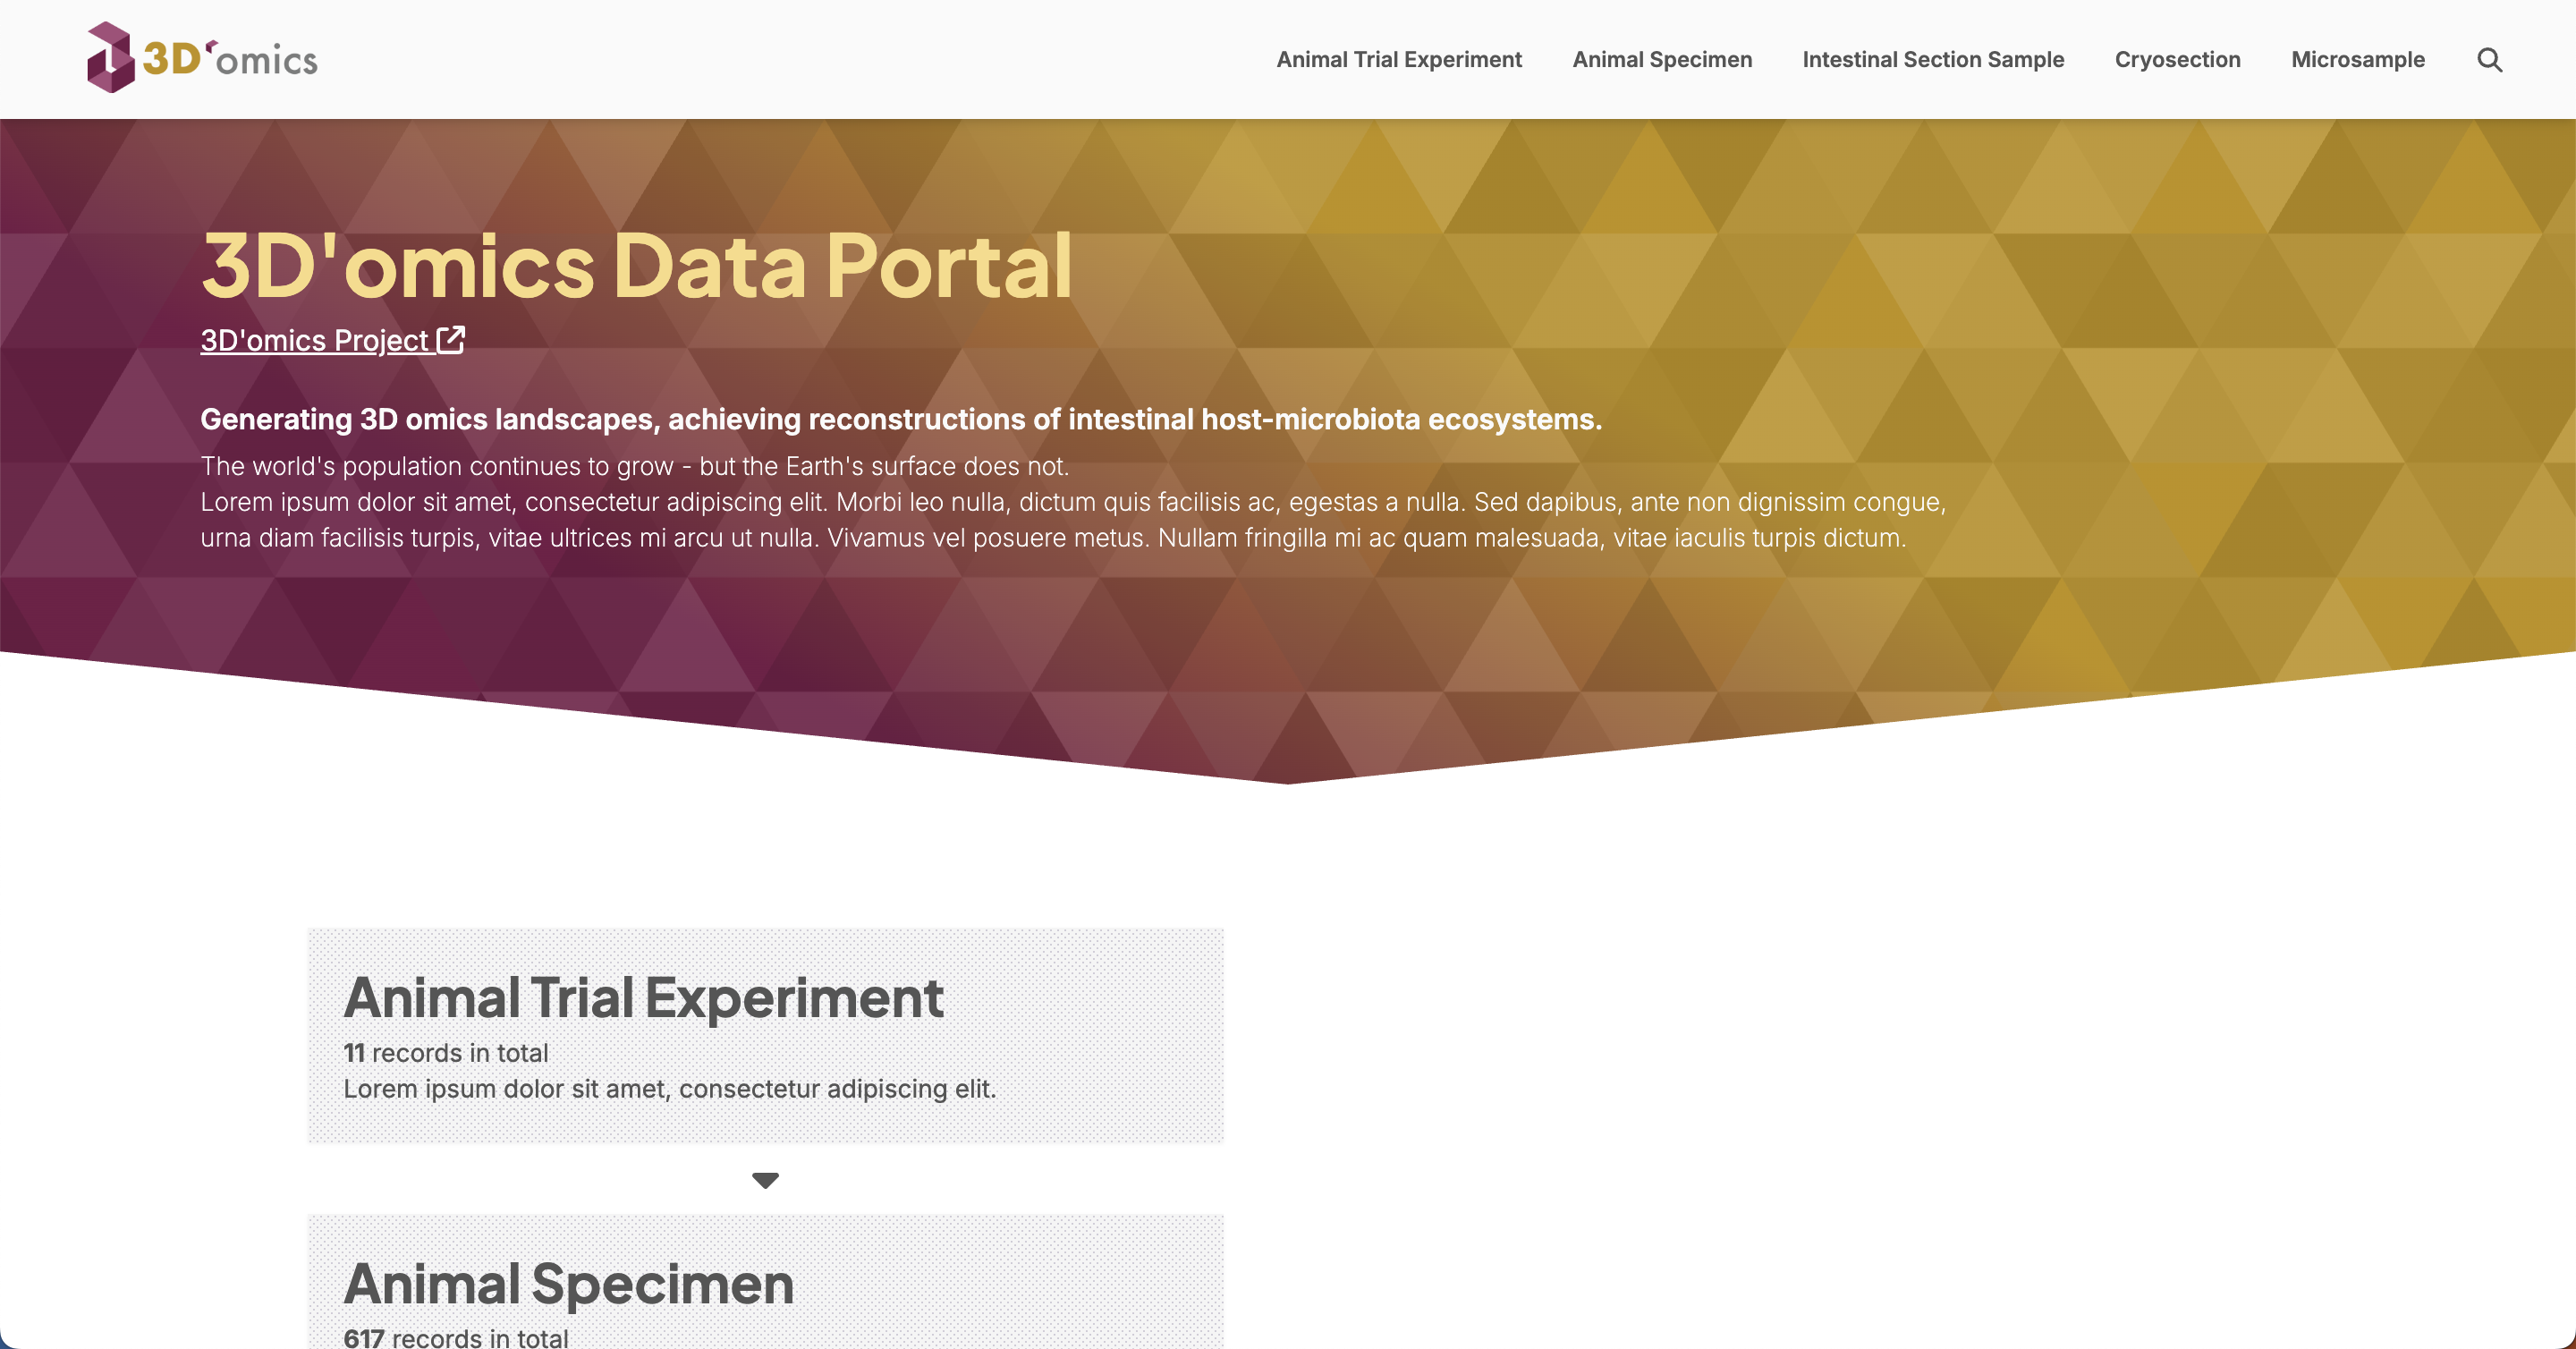 3D'omics
Animal Trial Experiment
Animal Specimen
Intestinal Section Sample
Cryosection
Microsample
3D'omics Data Portal
3D'omics Project
Generating 3D omics landscapes, achieving reconstructions of intestinal host-microbiota ecosystems.
The world's population continues to grow - but the Earth's surface does not.
Lorem ipsum dolor sit amet, consectetur adipiscing elit. Morbi leo nulla, dictum quis facilisis ac, egestas a nulla. Sed dapibus, ante non dignissim congue,
urna diam facilisis turpis, vitae ultrices mi arcu ut nulla. Vivamus vel posuere metus. Nullam fringilla mi ac quam malesuada, vitae iaculis turpis dictum.
Animal Trial Experiment
11 records in total
Lorem ipsum dolor sit amet, consectetur adipiscing elit.
Animal Specimen
617 records in total